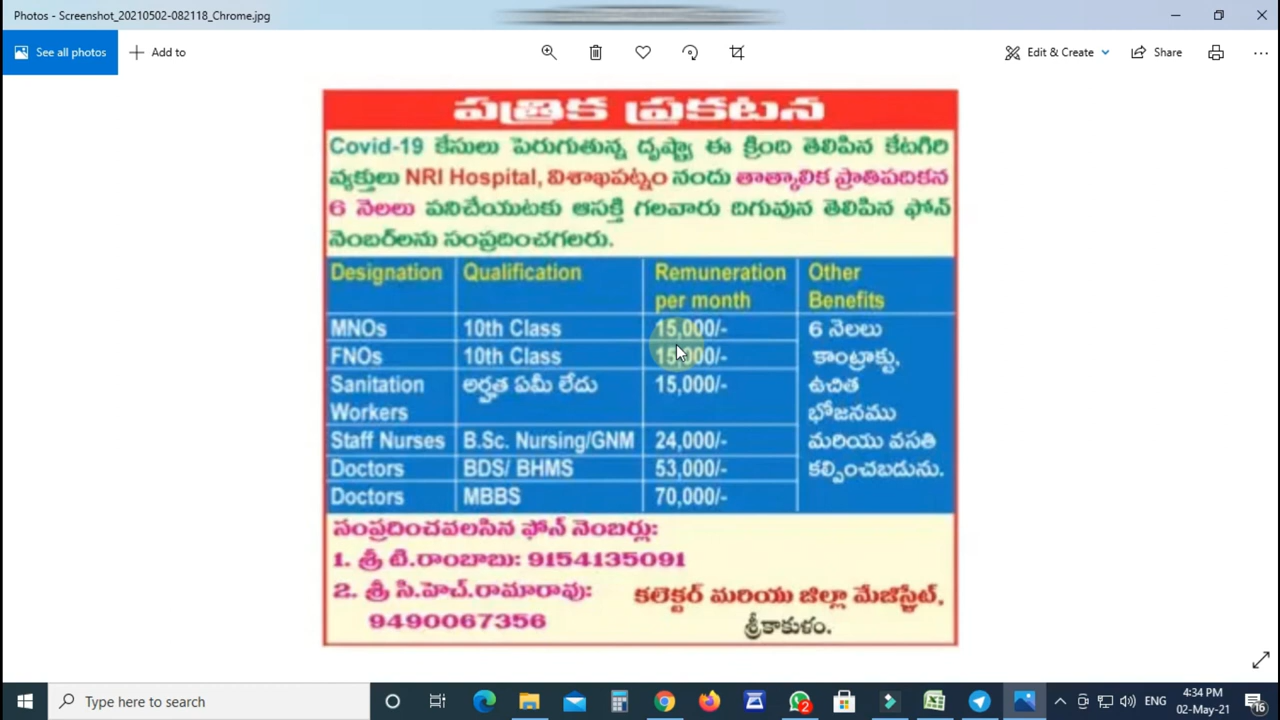 Photos - Screenshot_20210502-082118_Chrome.jpg
See all photos
Add to
Edit & Create
Share
పత్రిక ప్రకటన
Covid-19 కేసులు పెరుగుతున్న దృష్ట్యా ఈ క్రింది తెలిపిన కేటగిరి
వ్యక్తులు NRI Hospital, విశాఖపట్నం నందు తాత్కాలిక ప్రాతిపదికన
6 నెలలు పనిచేయుటకు ఆసక్తి గలవారు దిగువున తెలిపిన ఫోన్
నెంబర్‌లను సంప్రదించగలరు.
Designation Qualification Remuneration per month Other Benefits
MNOs 10th Class 15,000/- 6 నెలలు
FNOs 10th Class 15,000/- కాంట్రాక్టు,
Sanitation అర్హత ఏమీ లేదు 15,000/- ఉచిత
Workers భోజనము
Staff Nurses B.Sc. Nursing/GNM 24,000/- మరియు వసతి
Doctors BDS/ BHMS 53,000/- కల్పించబడును.
Doctors MBBS 70,000/-
సంప్రదించవలసిన ఫోన్ నెంబర్లు:
1. శ్రీ టి.రాంబాబు: 9154135091
2. శ్రీ సి.హెచ్.రామారావు:
9490067356
కలెక్టర్ మరియు జిల్లా మేజిస్ట్రేట్,
శ్రీకాకుళం.
Type here to search
2
ENG
4:34 PM
02-May-21
16